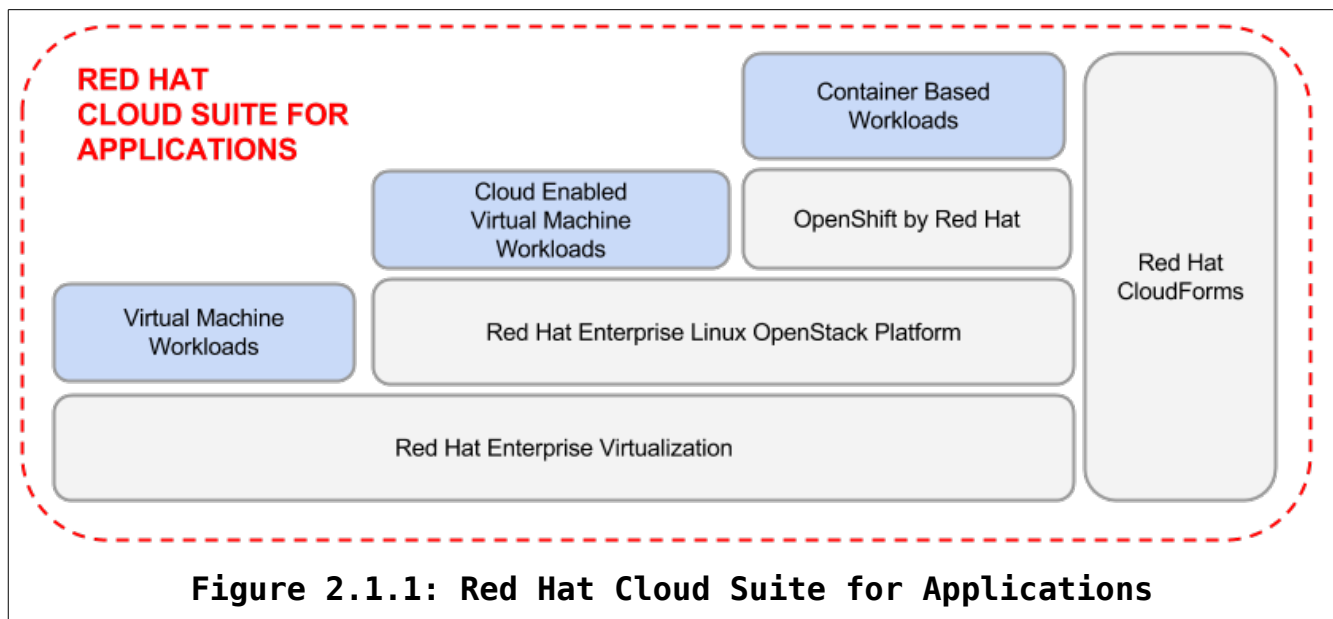 RED HAT
CLOUD SUITE FOR
APPLICATIONS
Container Based
Workloads
Cloud Enabled
Virtual Machine
Workloads
OpenShift by Red Hat
Red Hat
CloudForms
Virtual Machine
Workloads
Red Hat Enterprise Linux OpenStack Platform
Red Hat Enterprise Virtualization
Figure 2.1.1: Red Hat Cloud Suite for Applications